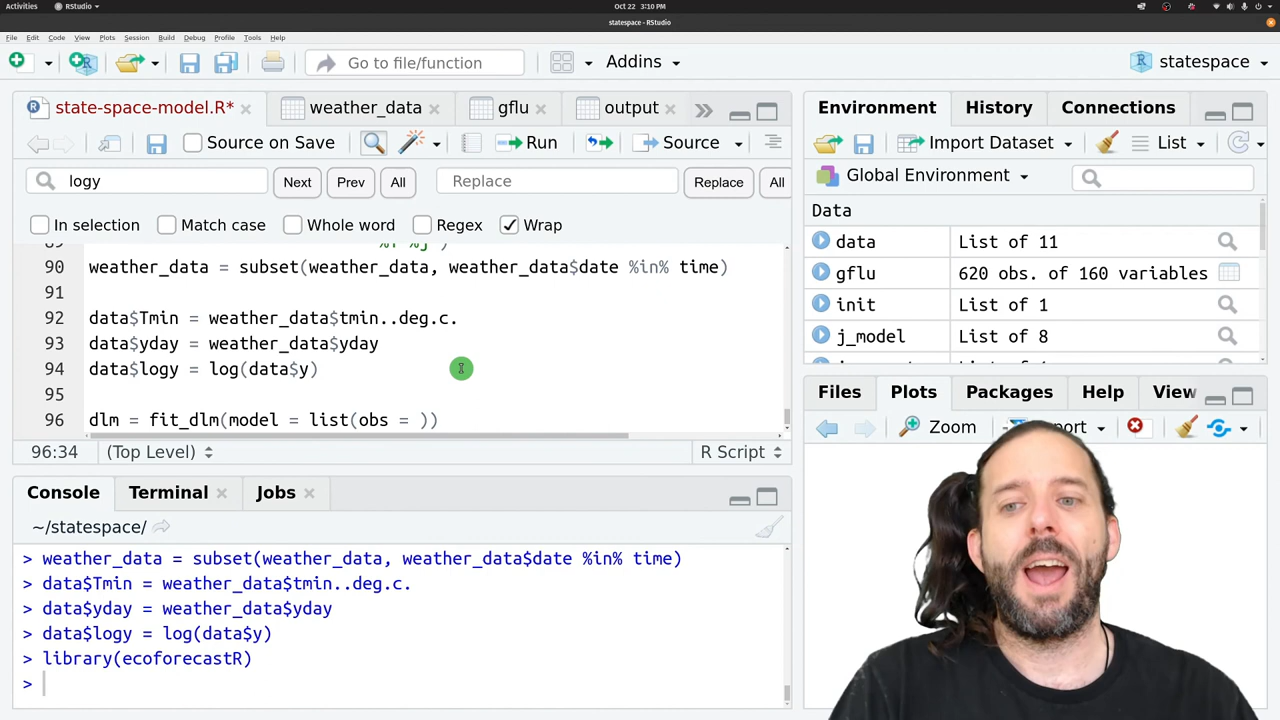 Activities RStudio Oct 22 3:10 PM
statespace - RStudio
File Edit Code View Plots Session Build Debug Profile Tools Help
Go to file/function Addins statespace
state-space-model.R* weather_data gflu output
Source on Save Run Source
logy Next Prev All Replace Replace All
In selection Match case Whole word Regex Wrap
89 "%Y %j")
90 weather_data = subset(weather_data, weather_data$date %in% time)
91
92 data$Tmin = weather_data$tmin..deg.c.
93 data$yday = weather_data$yday
94 data$logy = log(data$y)
95
96 dlm = fit_dlm(model = list(obs = ))
96:34 (Top Level) R Script
Console Terminal Jobs
~/statespace/
> weather_data = subset(weather_data, weather_data$date %in% time)
> data$Tmin = weather_data$tmin..deg.c.
> data$yday = weather_data$yday
> data$logy = log(data$y)
> library(ecoforecastR)
>
Environment History Connections
Import Dataset List
Global Environment
Data
data List of 11
gflu 620 obs. of 160 variables
init List of 1
j_model List of 8
Files Plots Packages Help View
Zoom